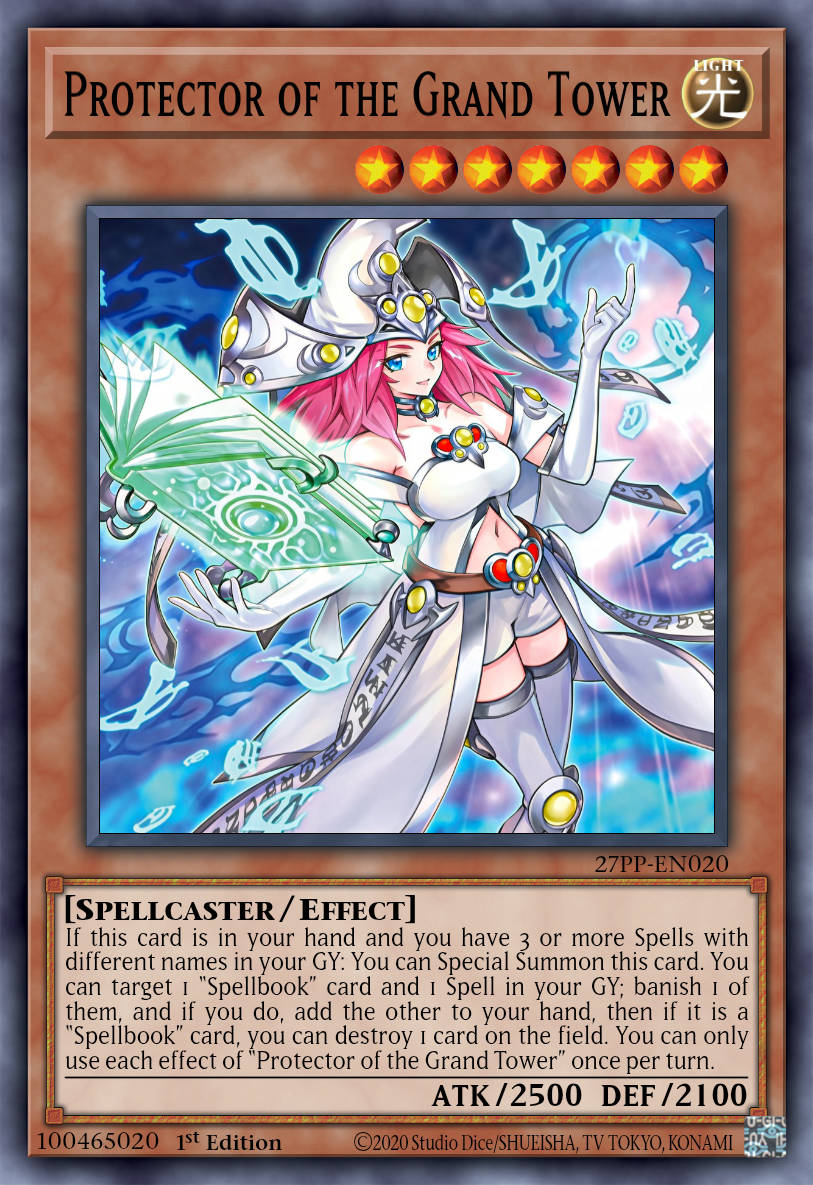 PROTECTOR OF THE GRAND TOWER
LIGHT
光
27PP-EN020
[SPELLCASTER/EFFECT]
If this card is in your hand and you have 3 or more Spells with
different names in your GY: You can Special Summon this card. You
can target 1 “Spellbook” card and 1 Spell in your GY; banish 1 of
them, and if you do, add the other to your hand, then if it is a
“Spellbook” card, you can destroy 1 card on the field. You can only
use each effect of “Protector of the Grand Tower” once per turn.
ATK/2500 DEF/2100
100465020 1st Edition ©2020 Studio Dice/SHUEISHA, TV TOKYO, KONAMI